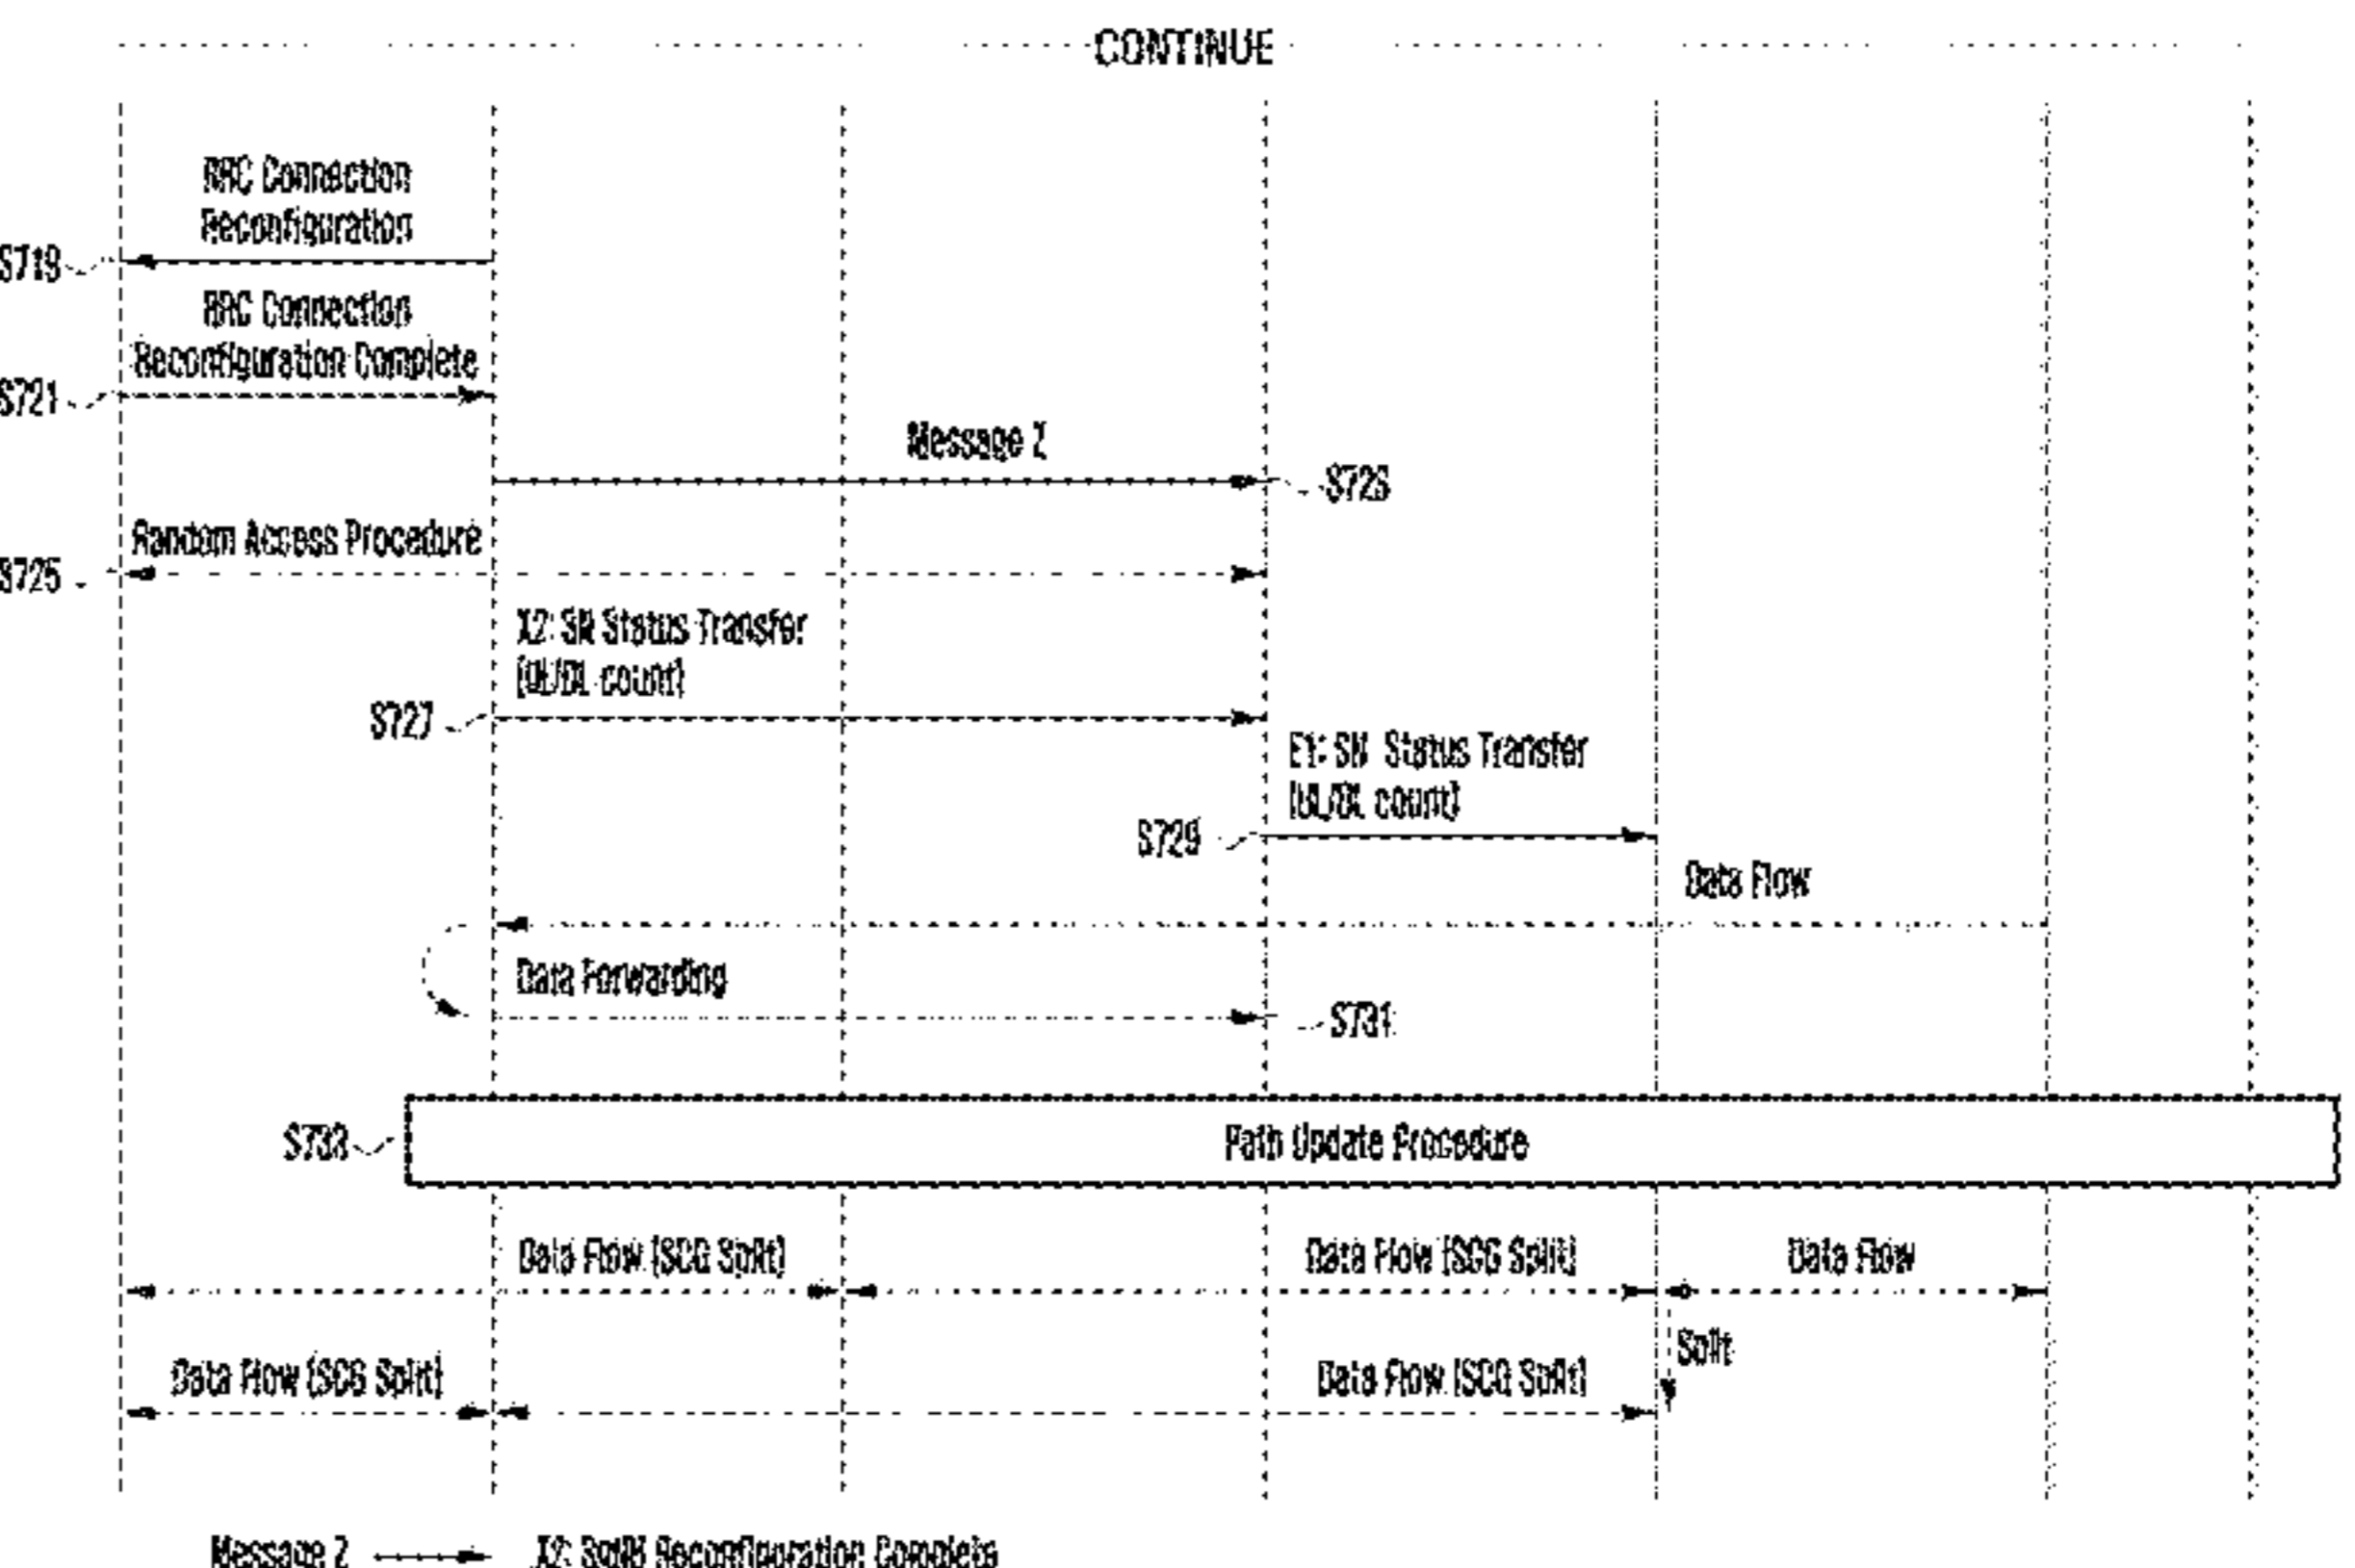 CONTINUE
RRC Connection
Reconfiguration
S719
RRC Connection
Reconfiguration Complete
S721
Message Z
S723
Random Access Procedure
S725
X2: SN Status Transfer
(UL/DL count)
S727
E1: SN Status Transfer
(UL/DL count)
S729
Data Flow
Data Forwarding
S731
S733
Path Update Procedure
Data Flow (SCG Split)
Data Flow (SCG Split)
Data Flow
Split
Data Flow (SCG Split)
Data Flow (SCG Split)
Message Z
X2: SgNB Reconfiguration Complete